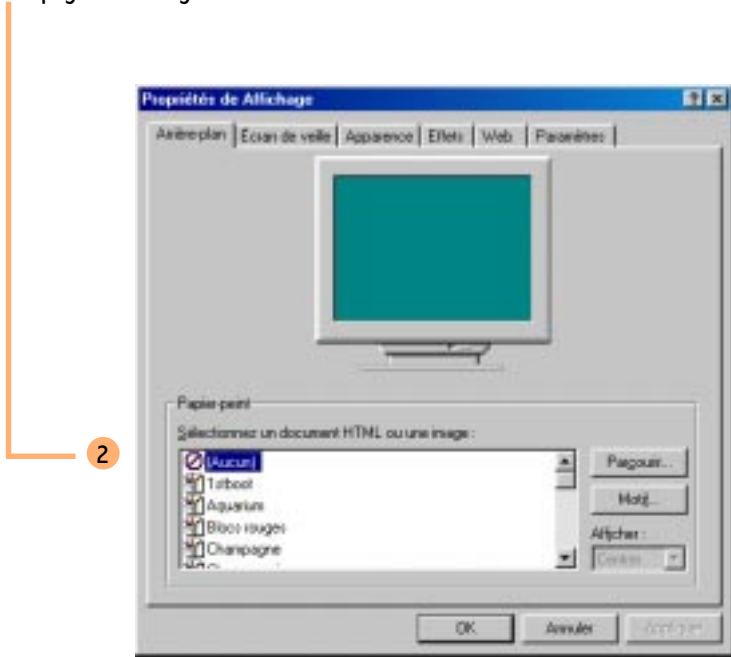 Propriétés de Affichage
Arrière-plan Écran de veille Apparence Effets Web Paramètres
Papier-peint
Sélectionnez un document HTML ou une image :
2
(Aucun)
1stboot
Aquarium
Blocs rouges
Champagne
Parcourir...
Motif...
Afficher :
Centrer
OK Annuler Appliquer